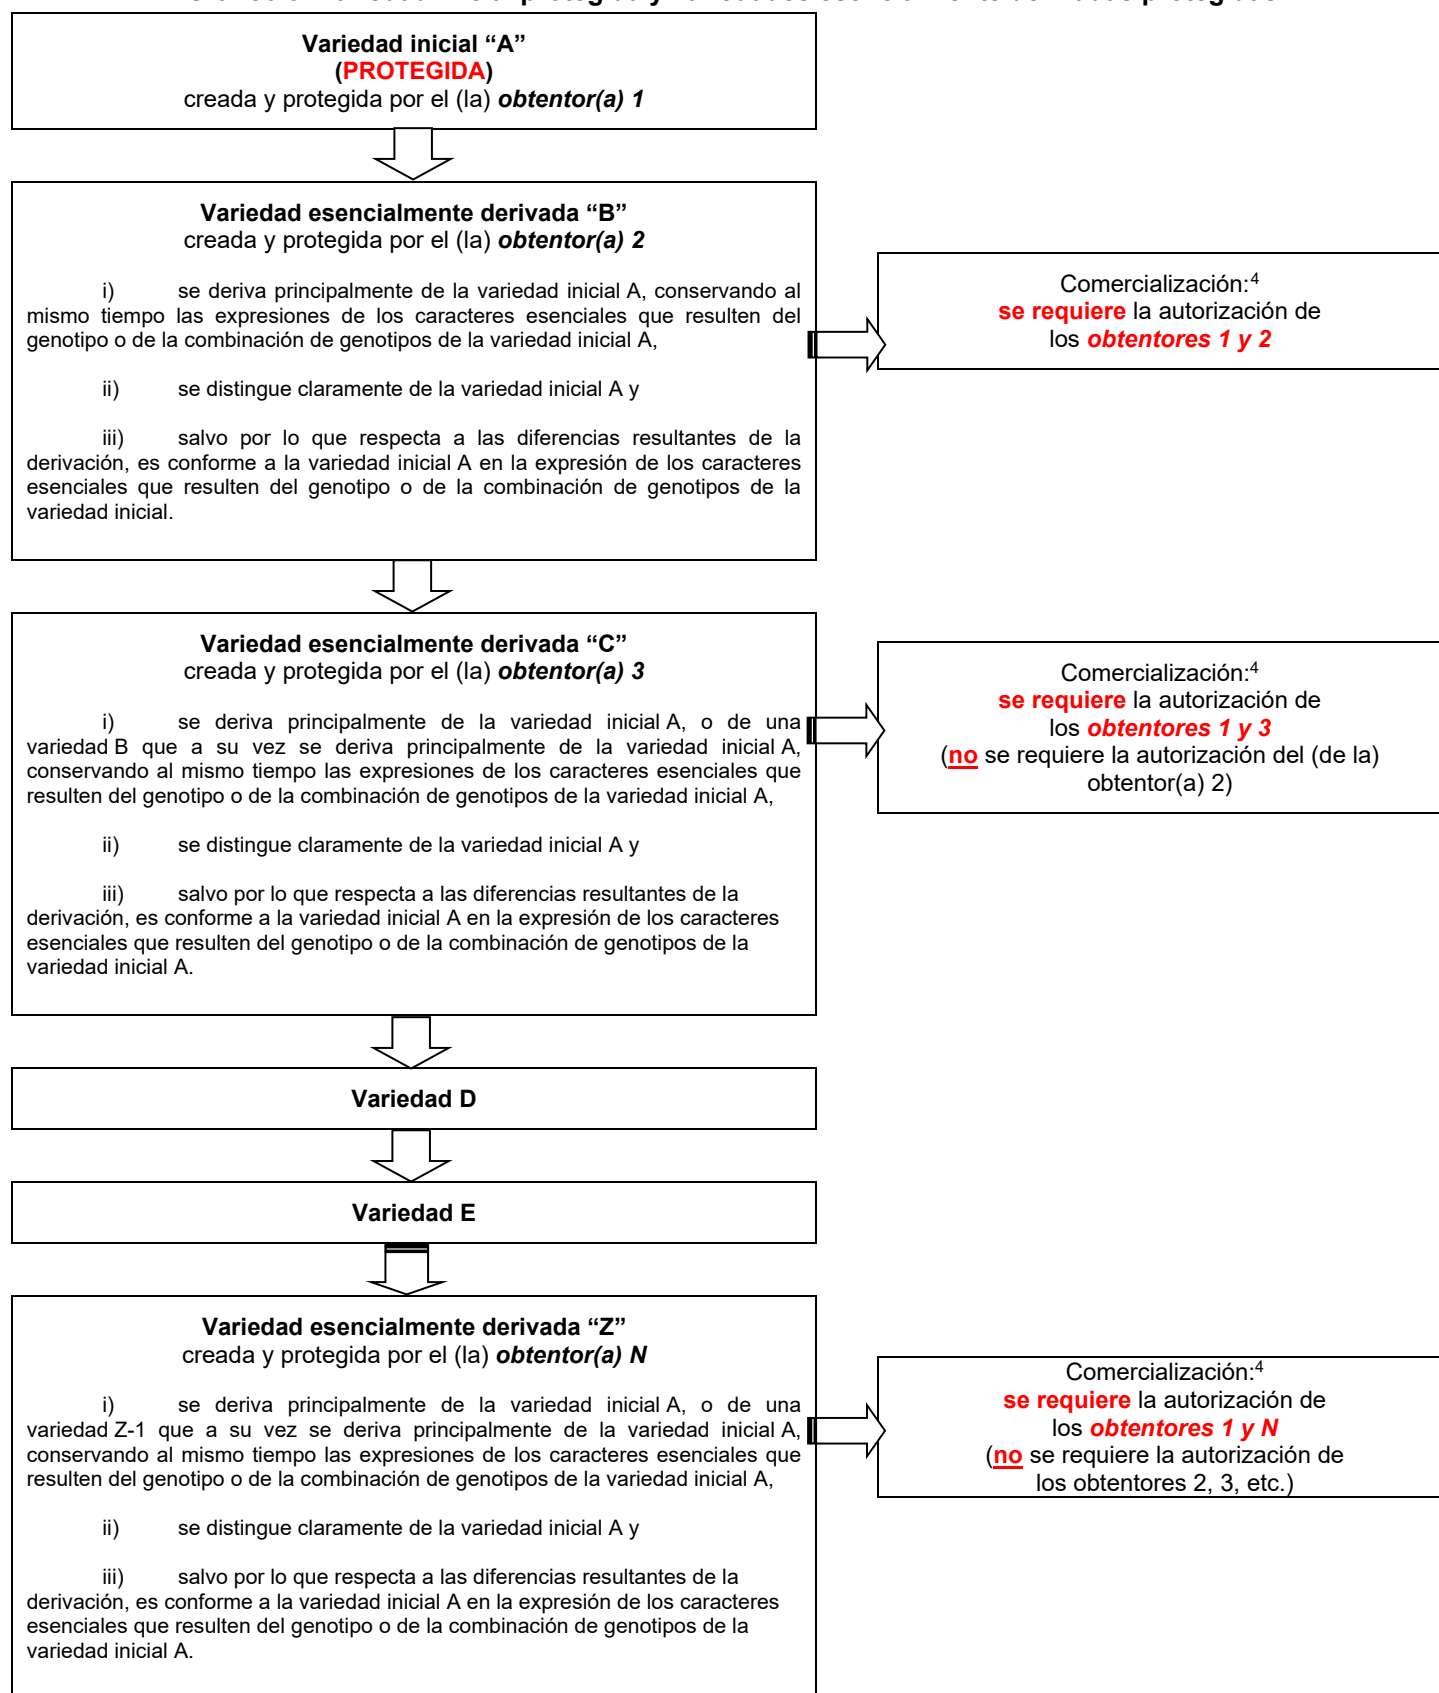 Variedad inicial “A”
(PROTEGIDA)
creada y protegida por el (la) obtentor(a) 1
Variedad esencialmente derivada “B”
creada y protegida por el (la) obtentor(a) 2
i) se deriva principalmente de la variedad inicial A, conservando al
mismo tiempo las expresiones de los caracteres esenciales que resulten del
genotipo o de la combinación de genotipos de la variedad inicial A,
ii) se distingue claramente de la variedad inicial A y
iii) salvo por lo que respecta a las diferencias resultantes de la
derivación, es conforme a la variedad inicial A en la expresión de los caracteres
esenciales que resulten del genotipo o de la combinación de genotipos de la
variedad inicial.
Comercialización:⁴
se requiere la autorización de
los obtentores 1 y 2
Variedad esencialmente derivada “C”
creada y protegida por el (la) obtentor(a) 3
i) se deriva principalmente de la variedad inicial A, o de una
variedad B que a su vez se deriva principalmente de la variedad inicial A,
conservando al mismo tiempo las expresiones de los caracteres esenciales que
resulten del genotipo o de la combinación de genotipos de la variedad inicial A,
ii) se distingue claramente de la variedad inicial A y
iii) salvo por lo que respecta a las diferencias resultantes de la
derivación, es conforme a la variedad inicial A en la expresión de los caracteres
esenciales que resulten del genotipo o de la combinación de genotipos de la
variedad inicial A.
Comercialización:⁴
se requiere la autorización de
los obtentores 1 y 3
(no se requiere la autorización del (de la)
obtentor(a) 2)
Variedad D
Variedad E
Variedad esencialmente derivada “Z”
creada y protegida por el (la) obtentor(a) N
i) se deriva principalmente de la variedad inicial A, o de una
variedad Z-1 que a su vez se deriva principalmente de la variedad inicial A,
conservando al mismo tiempo las expresiones de los caracteres esenciales que
resulten del genotipo o de la combinación de genotipos de la variedad inicial A,
ii) se distingue claramente de la variedad inicial A y
iii) salvo por lo que respecta a las diferencias resultantes de la
derivación, es conforme a la variedad inicial A en la expresión de los caracteres
esenciales que resulten del genotipo o de la combinación de genotipos de la
variedad inicial A.
Comercialización:⁴
se requiere la autorización de
los obtentores 1 y N
(no se requiere la autorización de
los obtentores 2, 3, etc.)